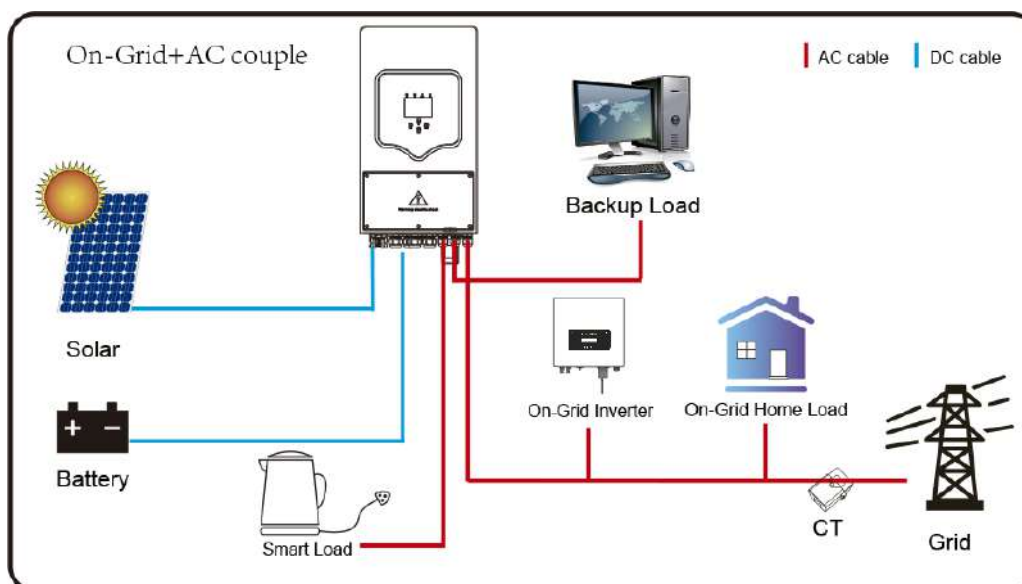 On-Grid+AC couple
AC cable
DC cable
Backup Load
Solar
On-Grid Inverter
On-Grid Home Load
Battery
+ −
Smart Load
CT
Grid